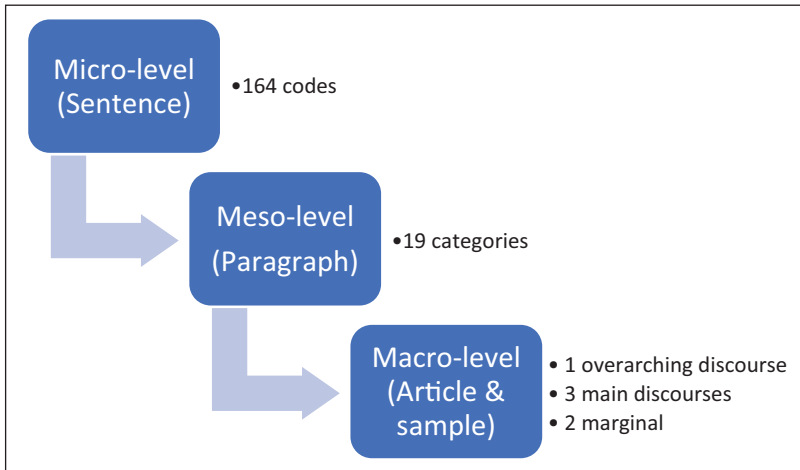 Micro-level
(Sentence)
•164 codes
Meso-level
(Paragraph)
•19 categories
Macro-level
(Article &
sample)
• 1 overarching discourse
• 3 main discourses
• 2 marginal